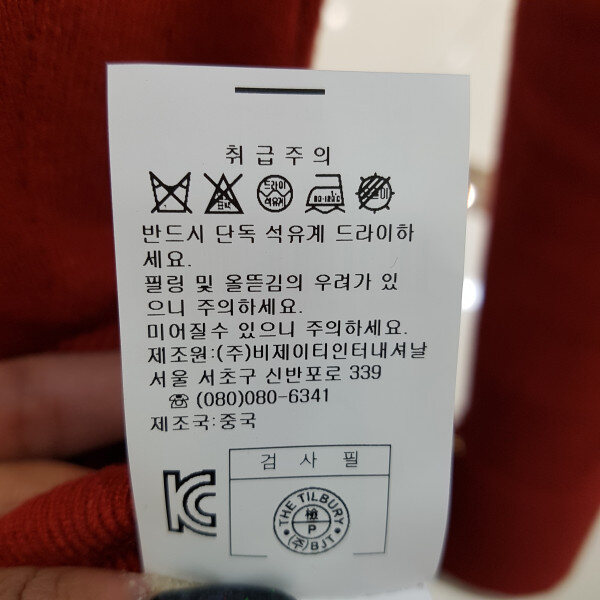 취급주의
드라이
석유계
반드시 단독 석유계 드라이하
세요.
필링 및 올뜯김의 우려가 있
으니 주의하세요.
미어질수 있으니 주의하세요.
제조원:(주)비제이티인터내셔날
서울 서초구 신반포로 339
☏ (080)080-6341
제조국:중국
검사필
KC
THE TILBURY
檢
P
(주)BJT